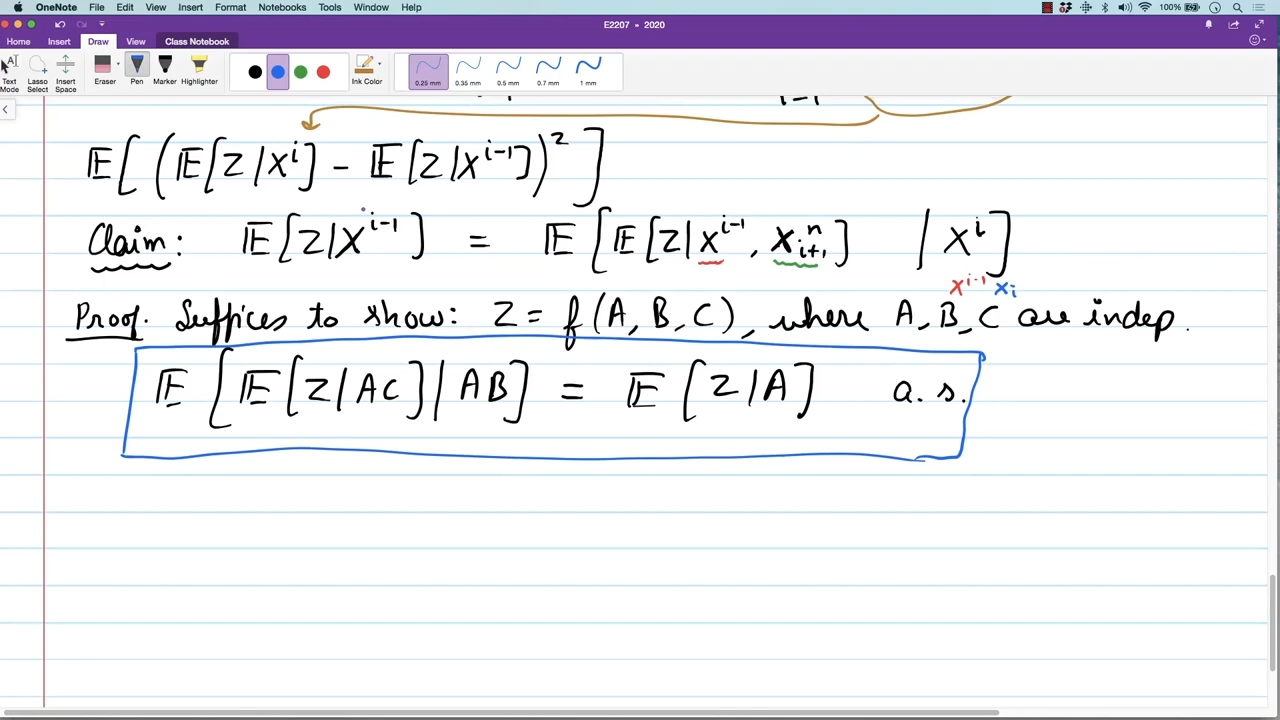 OneNote File Edit View Insert Format Notebooks Tools Window Help 100%
E2207 - 2020
Home Insert Draw View Class Notebook
Text Mode Lasso Select Insert Space Eraser Pen Marker Highlighter Ink Color 0.25 mm 0.35 mm 0.5 mm 0.7 mm 1 mm
i-1
𝔼[(𝔼[Z|X^i] - 𝔼[Z|X^{i-1}])^2]
Claim: 𝔼[Z|X^{i-1}] = 𝔼[𝔼[Z|X^{i-1}, X_{i+1}^n] | X^i]
X^{i-1} X_i
Proof. Suffices to show: Z = f(A, B, C), where A, B, C are indep.
𝔼[𝔼[Z|AC]|AB] = 𝔼[Z|A] a.s.